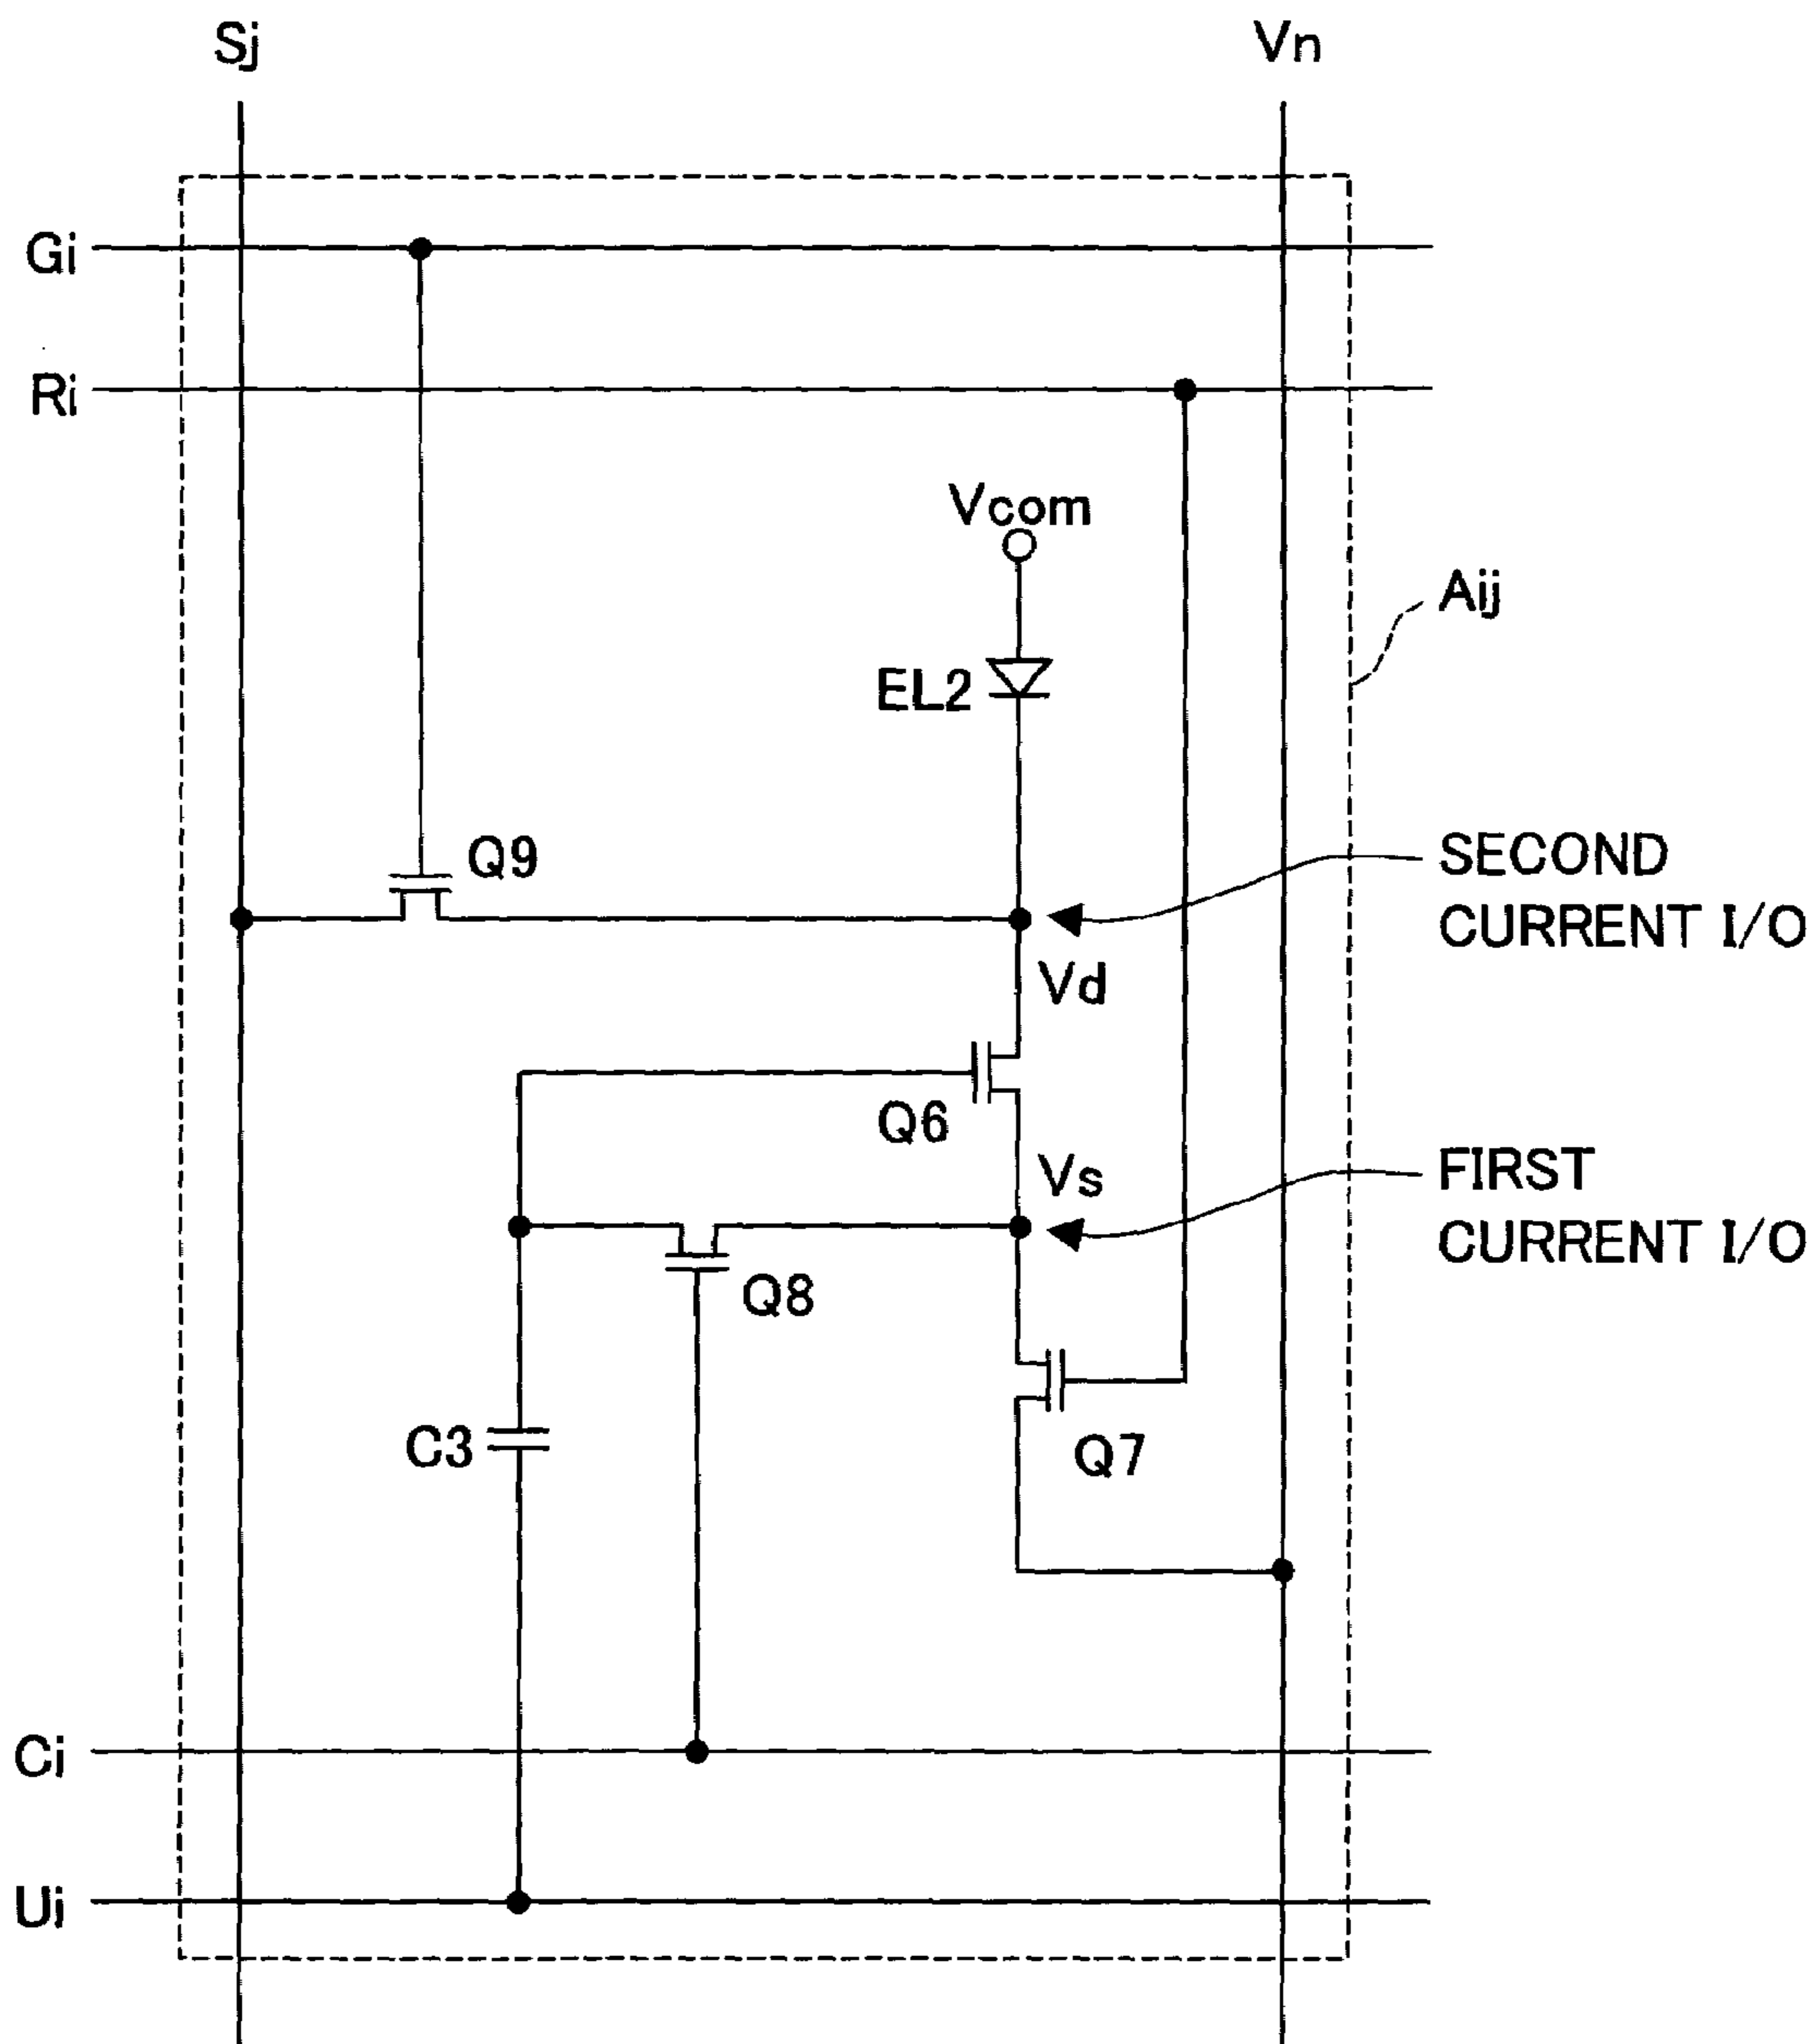 Sj
Vn
Gi
Ri
Vcom
Aij
EL2
Q9
SECOND
CURRENT I/O
Vd
Q6
Vs
FIRST
CURRENT I/O
Q8
C3
Q7
Ci
Ui